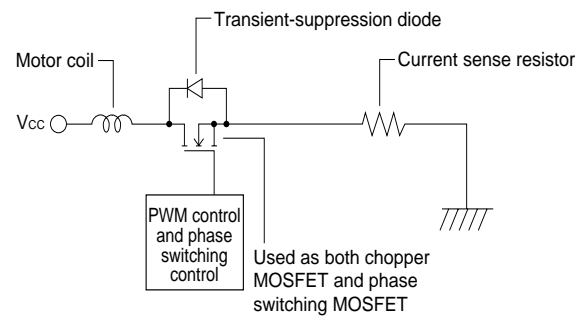 Transient-suppression diode
Motor coil
Current sense resistor
Vcc
PWM control
and phase
switching
control
Used as both chopper
MOSFET and phase
switching MOSFET